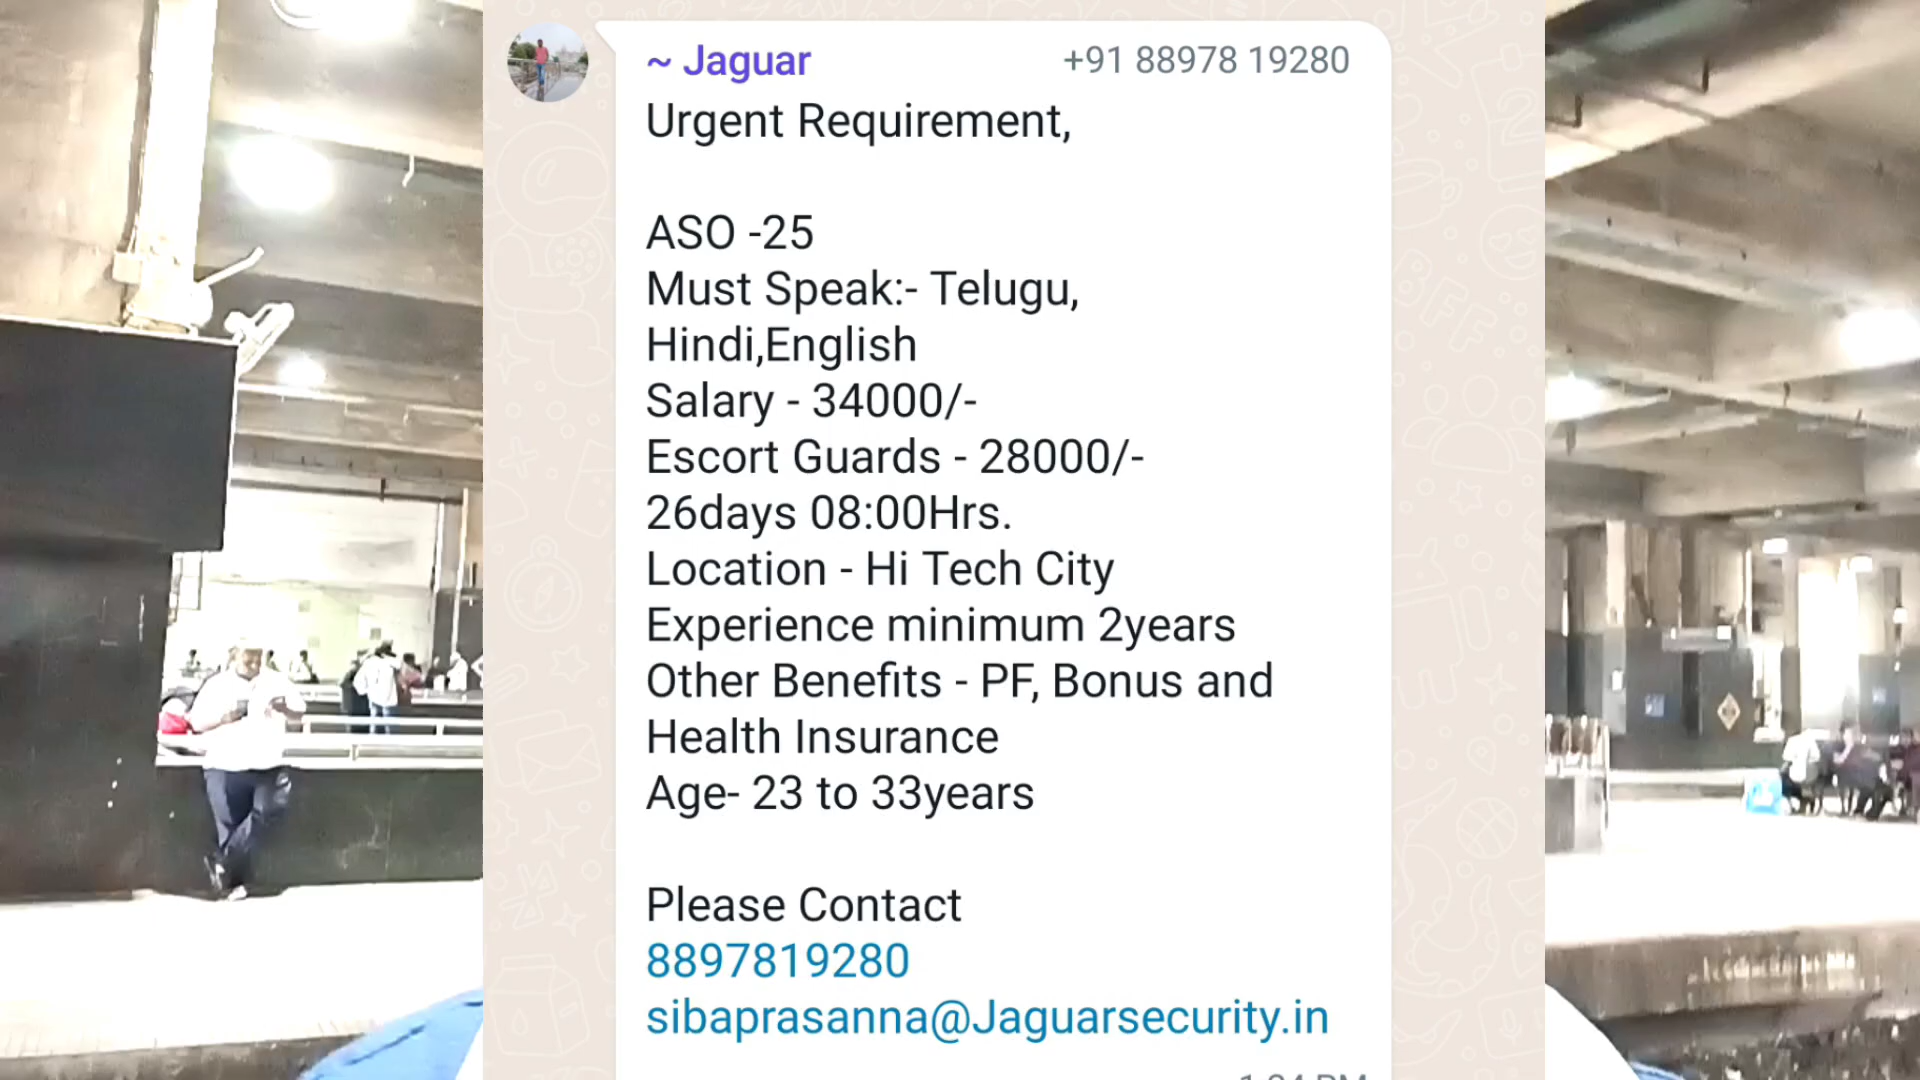 ~ Jaguar +91 88978 19280
Urgent Requirement,
ASO -25
Must Speak:- Telugu,
Hindi,English
Salary - 34000/-
Escort Guards - 28000/-
26days 08:00Hrs.
Location - Hi Tech City
Experience minimum 2years
Other Benefits - PF, Bonus and
Health Insurance
Age- 23 to 33years
Please Contact
8897819280
sibaprasanna@Jaguarsecurity.in